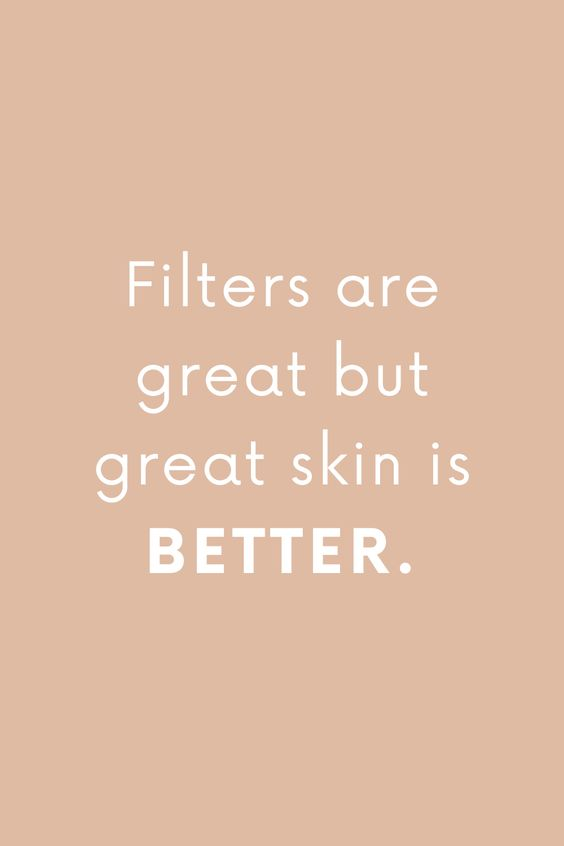 Filters are
great but
great skin is
BETTER.